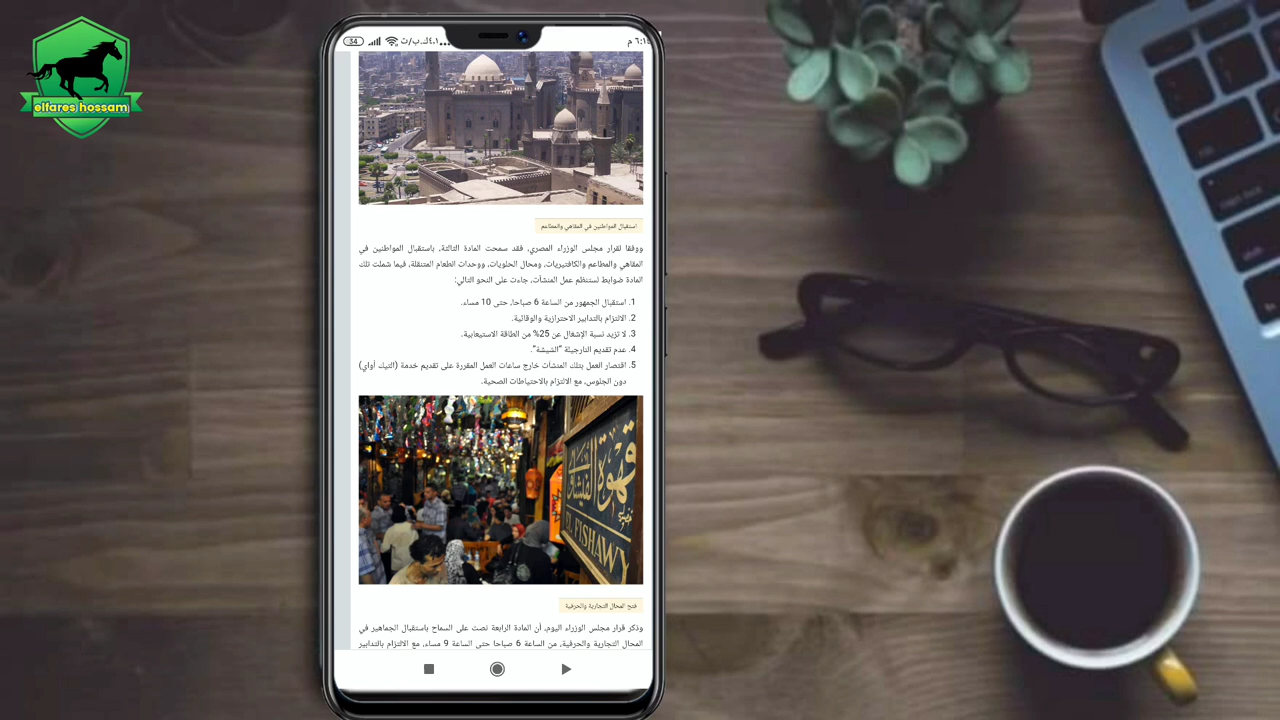 elfares hossam
34
٠٫١ك.ب/ث
استقبال المواطنين في المقاهي والمطاعم
ووفقا لقرار مجلس الوزراء المصري، فقد سمحت المادة الثالثة، باستقبال المواطنين في
المقاهي والمطاعم والكافتيريات، ومحال الحلويات، ووحدات الطعام المتنقلة، فيما شملت تلك
المادة ضوابط لستنظم عمل المنشآت، جاءت على النحو التالي:
1. استقبال الجمهور من الساعة 6 صباحا، حتى 10 مساء.
2. الالتزام بالتدابير الاحترازية والوقائية.
3. لا تزيد نسبة الإشغال عن 25% من الطاقة الاستيعابية.
4. عدم تقديم النارجيلة "الشيشة".
5. اقتصار العمل بتلك المنشآت خارج ساعات العمل المقررة على تقديم خدمة (التيك أواي)
دون الجلوس، مع الالتزام بالاحتياطات الصحية.
قهوة
الفيشاوي
EL FISHAWY
فتح المحال التجارية والحرفية
وذكر قرار مجلس الوزراء اليوم، أن المادة الرابعة نصت على السماح باستقبال الجماهير في
المحال التجارية والحرفية، من الساعة 6 صباحا حتى الساعة 9 مساء، مع الالتزام بالتدابير